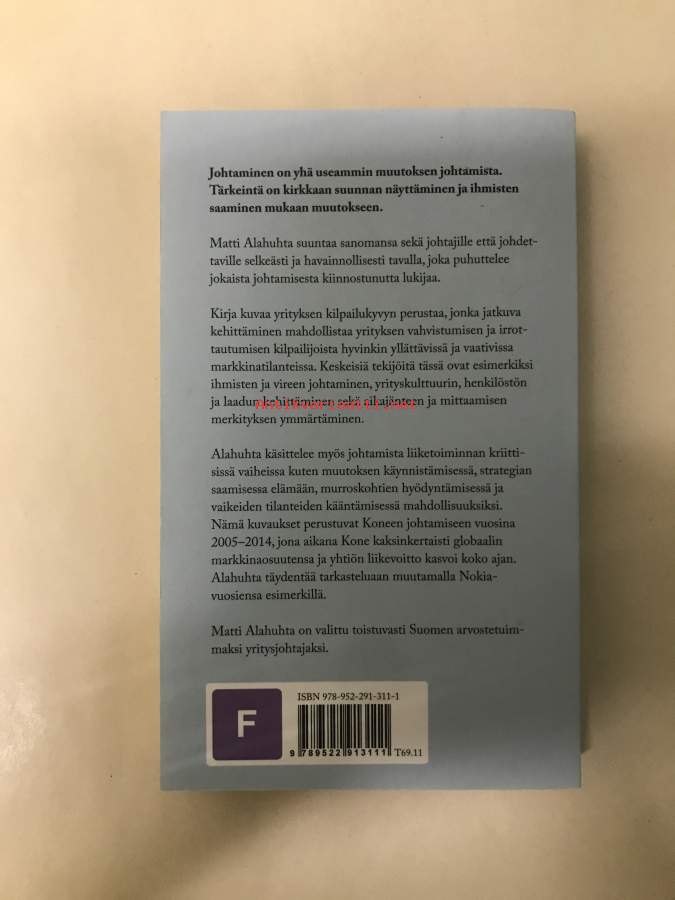 Johtaminen on yhä useammin muutoksen johtamista.
Tärkeintä on kirkkaan suunnan näyttäminen ja ihmisten
saaminen mukaan muutokseen.
Matti Alahuhta suuntaa sanomansa sekä johtajille että johdet-
taville selkeästi ja havainnollisesti tavalla, joka puhuttelee
jokaista johtamisesta kiinnostunutta lukijaa.
Kirja kuvaa yrityksen kilpailukyvyn perustaa, jonka jatkuva
kehittäminen mahdollistaa yrityksen vahvistumisen ja irrot-
tautumisen kilpailijoista hyvinkin yllättävissä ja vaativissa
markkinatilanteissa. Keskeisiä tekijöitä tässä ovat esimerkiksi
ihmisten ja vireen johtaminen, yrityskulttuurin, henkilöstön
ja laadun kehittäminen sekä aikajänteen ja mittaamisen
merkityksen ymmärtäminen.
Alahuhta käsittelee myös johtamista liiketoiminnan kriitti-
sissä vaiheissa kuten muutoksen käynnistämisessä, strategian
saamisessa elämään, murroskohtien hyödyntämisessä ja
vaikeiden tilanteiden kääntämisessä mahdollisuuksiksi.
Nämä kuvaukset perustuvat Koneen johtamiseen vuosina
2005–2014, jona aikana Kone kaksinkertaisti globaalin
markkinaosuutensa ja yhtiön liikevoitto kasvoi koko ajan.
Alahuhta täydentää tarkasteluaan muutamalla Nokia-
vuosiensa esimerkillä.
Matti Alahuhta on valittu toistuvasti Suomen arvostetuim-
maksi yritysjohtajaksi.
F
ISBN 978-952-291-311-1
9 789522 913111
T69.11